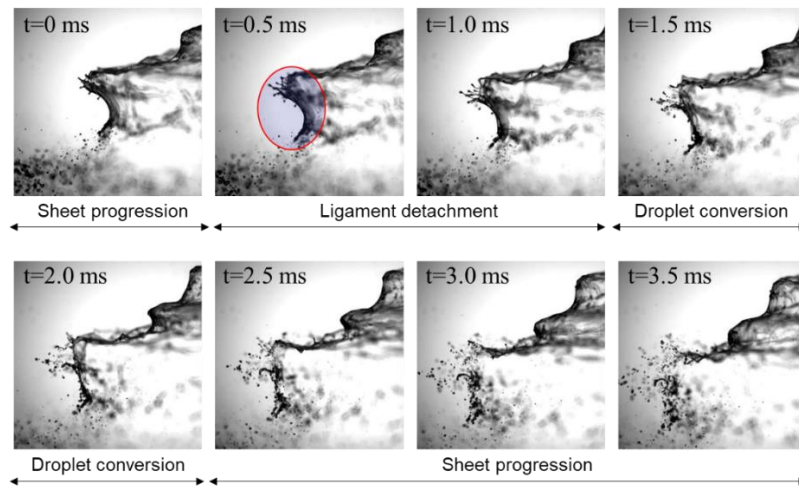 t=0 ms
t=0.5 ms
t=1.0 ms
t=1.5 ms
Sheet progression
Ligament detachment
Droplet conversion
t=2.0 ms
t=2.5 ms
t=3.0 ms
t=3.5 ms
Droplet conversion
Sheet progression